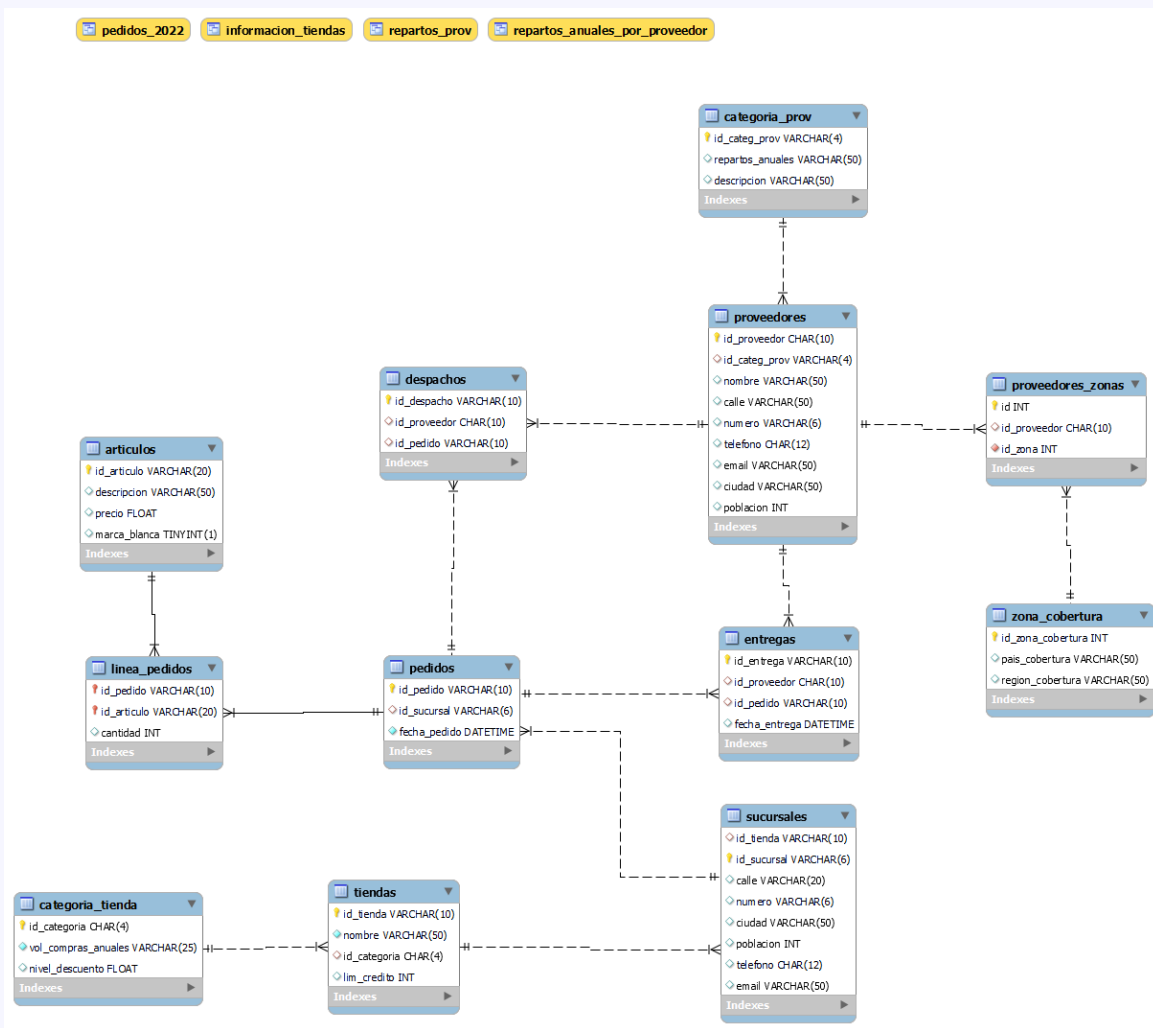 pedidos_2022
informacion_tiendas
repartos_prov
repartos_anuales_por_proveedor
categoria_prov
id_categ_prov VARCHAR(4)
repartos_anuales VARCHAR(50)
descripcion VARCHAR(50)
Indexes
proveedores
id_proveedor CHAR(10)
id_categ_prov VARCHAR(4)
nombre VARCHAR(50)
calle VARCHAR(50)
numero VARCHAR(6)
telefono CHAR(12)
email VARCHAR(50)
ciudad VARCHAR(50)
poblacion INT
Indexes
despachos
id_despacho VARCHAR(10)
id_proveedor CHAR(10)
id_pedido VARCHAR(10)
Indexes
proveedores_zonas
id INT
id_proveedor CHAR(10)
id_zona INT
Indexes
articulos
id_articulo VARCHAR(20)
descripcion VARCHAR(50)
precio FLOAT
marca_blanca TINYINT(1)
Indexes
zona_cobertura
id_zona_cobertura INT
pais_cobertura VARCHAR(50)
region_cobertura VARCHAR(50)
Indexes
entregas
id_entrega VARCHAR(10)
id_proveedor CHAR(10)
id_pedido VARCHAR(10)
fecha_entrega DATETIME
Indexes
linea_pedidos
id_pedido VARCHAR(10)
id_articulo VARCHAR(20)
cantidad INT
Indexes
pedidos
id_pedido VARCHAR(10)
id_sucursal VARCHAR(6)
fecha_pedido DATETIME
Indexes
sucursales
id_tienda VARCHAR(10)
id_sucursal VARCHAR(6)
calle VARCHAR(20)
numero VARCHAR(6)
ciudad VARCHAR(50)
poblacion INT
telefono CHAR(12)
email VARCHAR(50)
Indexes
categoria_tienda
id_categoria CHAR(4)
vol_compras_anuales VARCHAR(25)
nivel_descuento FLOAT
Indexes
tiendas
id_tienda VARCHAR(10)
nombre VARCHAR(50)
id_categoria CHAR(4)
lim_credito INT
Indexes